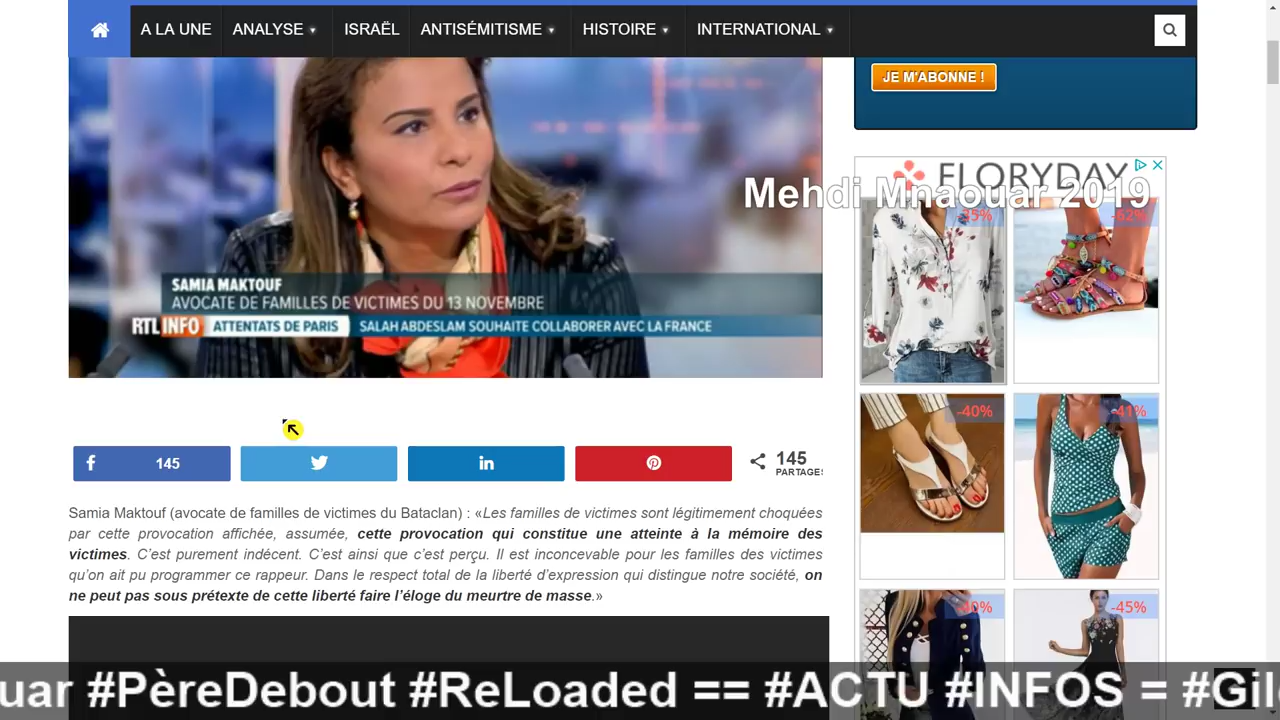 A LA UNE
ANALYSE
ISRAËL
ANTISÉMITISME
HISTOIRE
INTERNATIONAL
JE M'ABONNE !
FLORYDAY
Mehdi Mnaouar 2019
-35%
-62%
SAMIA MAKTOUF
AVOCATE DE FAMILLES DE VICTIMES DU 13 NOVEMBRE
RTL INFO ATTENTATS DE PARIS SALAH ABDESLAM SOUHAITE COLLABORER AVEC LA FRANCE
-40%
-41%
145
145
PARTAGES
Samia Maktouf (avocate de familles de victimes du Bataclan) : «Les familles de victimes sont légitimement choquées
par cette provocation affichée, assumée, cette provocation qui constitue une atteinte à la mémoire des
victimes. C’est purement indécent. C’est ainsi que c’est perçu. Il est inconcevable pour les familles des victimes
qu’on ait pu programmer ce rappeur. Dans le respect total de la liberté d’expression qui distingue notre société, on
ne peut pas sous prétexte de cette liberté faire l’éloge du meurtre de masse.»
-40%
-45%
uar #PèreDebout #ReLoaded == #ACTU #INFOS = #Gil